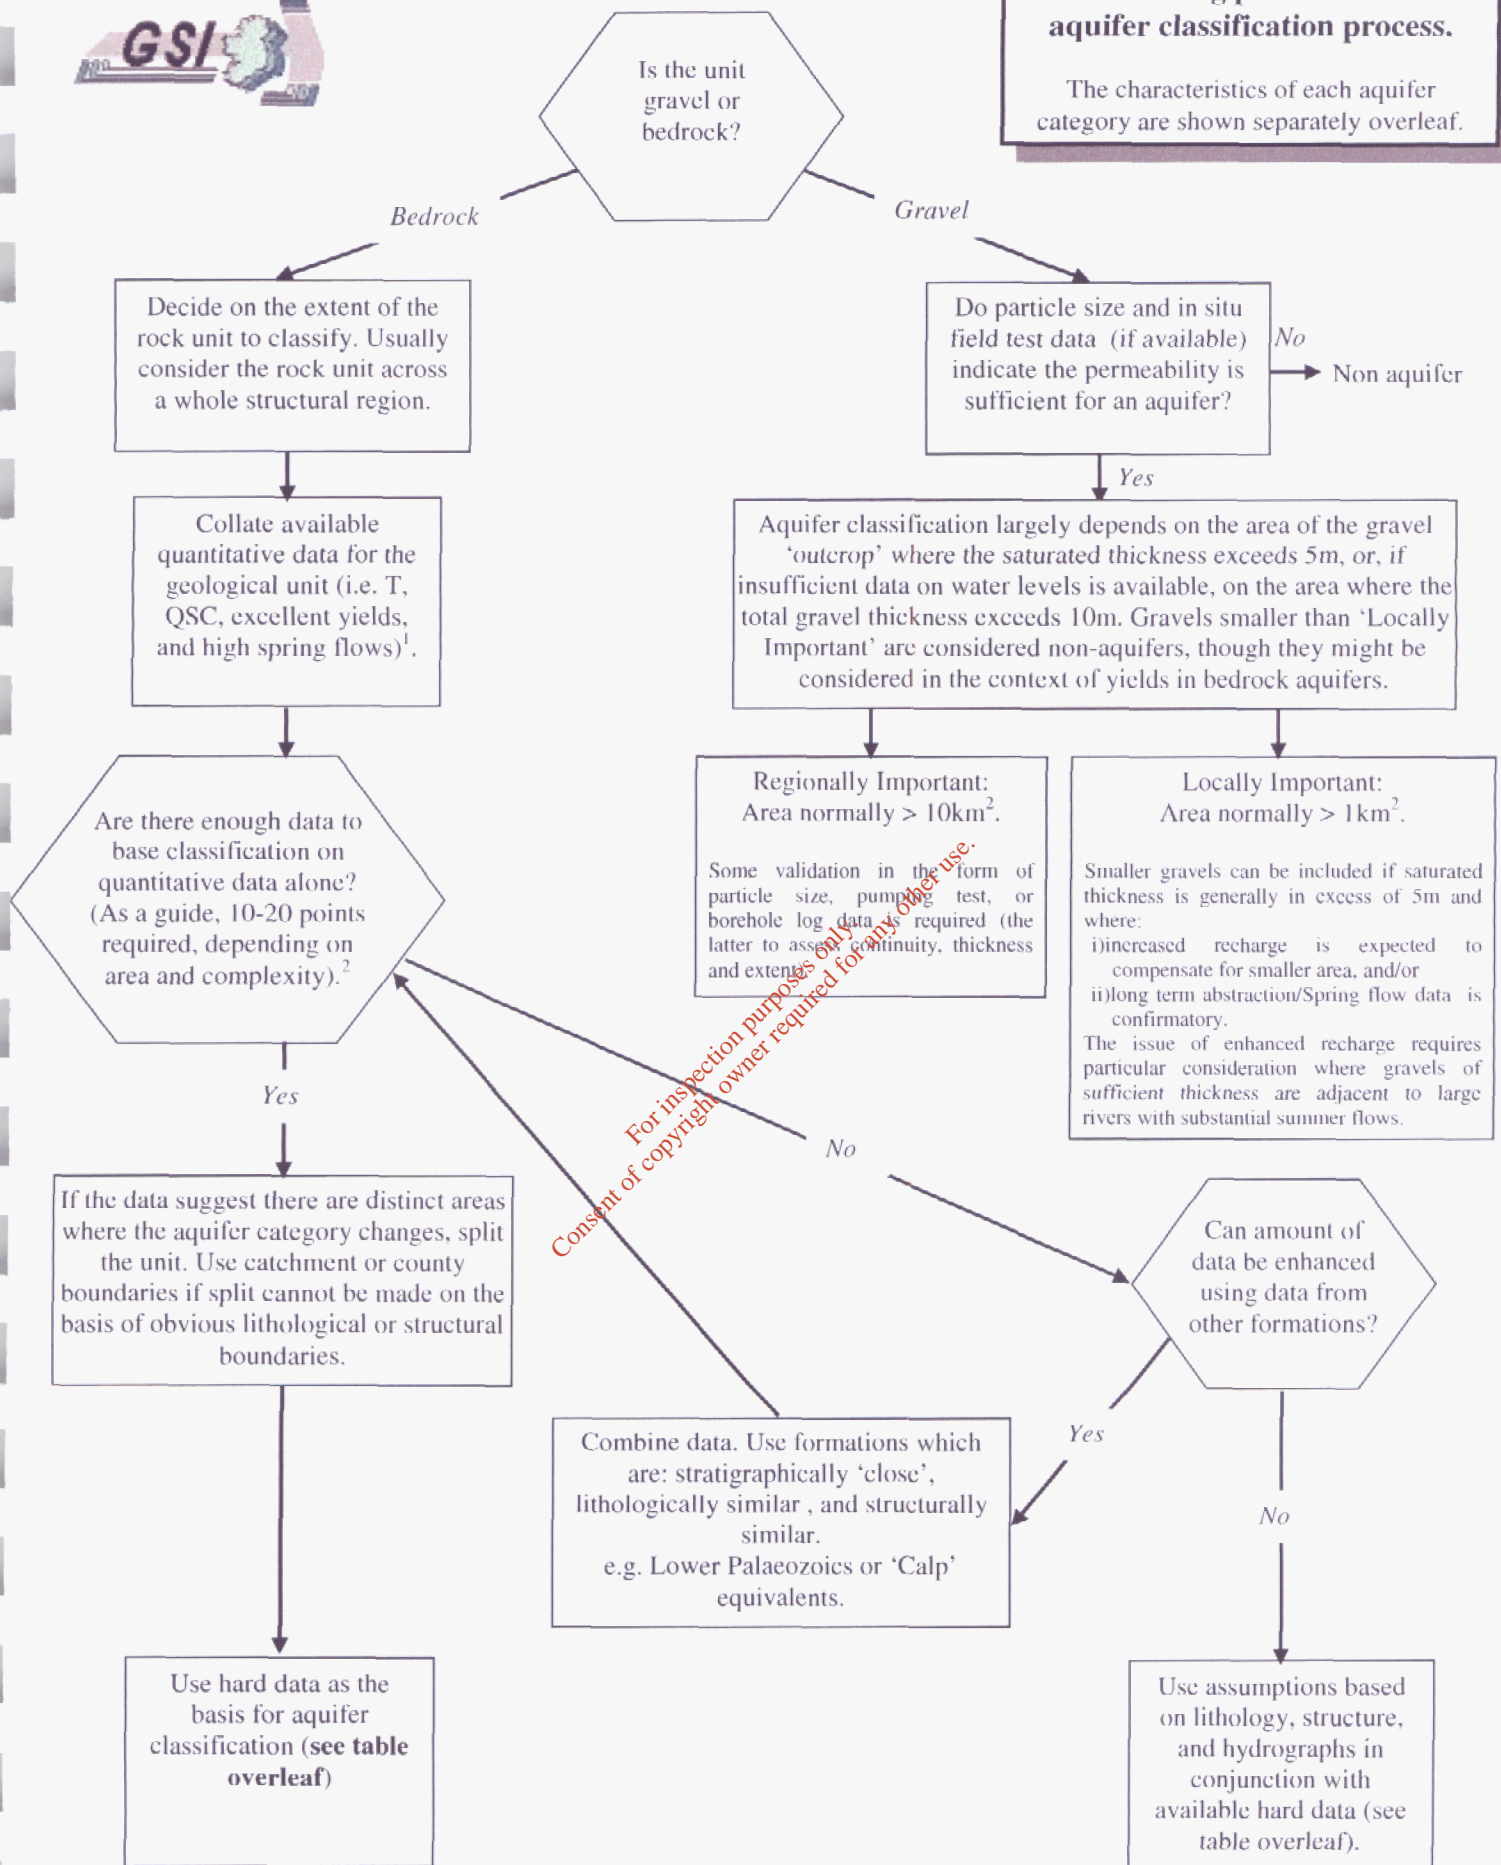 GSI
aquifer classification process.
The characteristics of each aquifer
category are shown separately overleaf.
Is the unit
gravel or
bedrock?
Bedrock
Gravel
Decide on the extent of the
rock unit to classify. Usually
consider the rock unit across
a whole structural region.
Do particle size and in situ
field test data (if available)
indicate the permeability is
sufficient for an aquifer?
No
Non aquifer
Yes
Collate available
quantitative data for the
geological unit (i.e. T,
QSC, excellent yields,
and high spring flows)¹.
Aquifer classification largely depends on the area of the gravel
‘outcrop’ where the saturated thickness exceeds 5m, or, if
insufficient data on water levels is available, on the area where the
total gravel thickness exceeds 10m. Gravels smaller than ‘Locally
Important’ are considered non-aquifers, though they might be
considered in the context of yields in bedrock aquifers.
Regionally Important:
Area normally > 10km².
Some validation in the form of
particle size, pumping test, or
borehole log data is required (the
latter to assess continuity, thickness
and extent).
Locally Important:
Area normally > 1km².
Smaller gravels can be included if saturated
thickness is generally in excess of 5m and
where:
i)increased recharge is expected to
compensate for smaller area, and/or
ii)long term abstraction/Spring flow data is
confirmatory.
The issue of enhanced recharge requires
particular consideration where gravels of
sufficient thickness are adjacent to large
rivers with substantial summer flows.
Are there enough data to
base classification on
quantitative data alone?
(As a guide, 10-20 points
required, depending on
area and complexity).²
Yes
No
For inspection purposes only.
Consent of copyright owner required for any other use.
If the data suggest there are distinct areas
where the aquifer category changes, split
the unit. Use catchment or county
boundaries if split cannot be made on the
basis of obvious lithological or structural
boundaries.
Can amount of
data be enhanced
using data from
other formations?
Yes
No
Combine data. Use formations which
are: stratigraphically ‘close’,
lithologically similar , and structurally
similar.
e.g. Lower Palaeozoics or ‘Calp’
equivalents.
Use hard data as the
basis for aquifer
classification (see table
overleaf)
Use assumptions based
on lithology, structure,
and hydrographs in
conjunction with
available hard data (see
table overleaf).